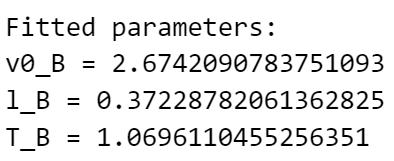 Fitted parameters:
v0_B = 2.6742090783751093
l_B = 0.37228782061362825
T_B = 1.0696110455256351